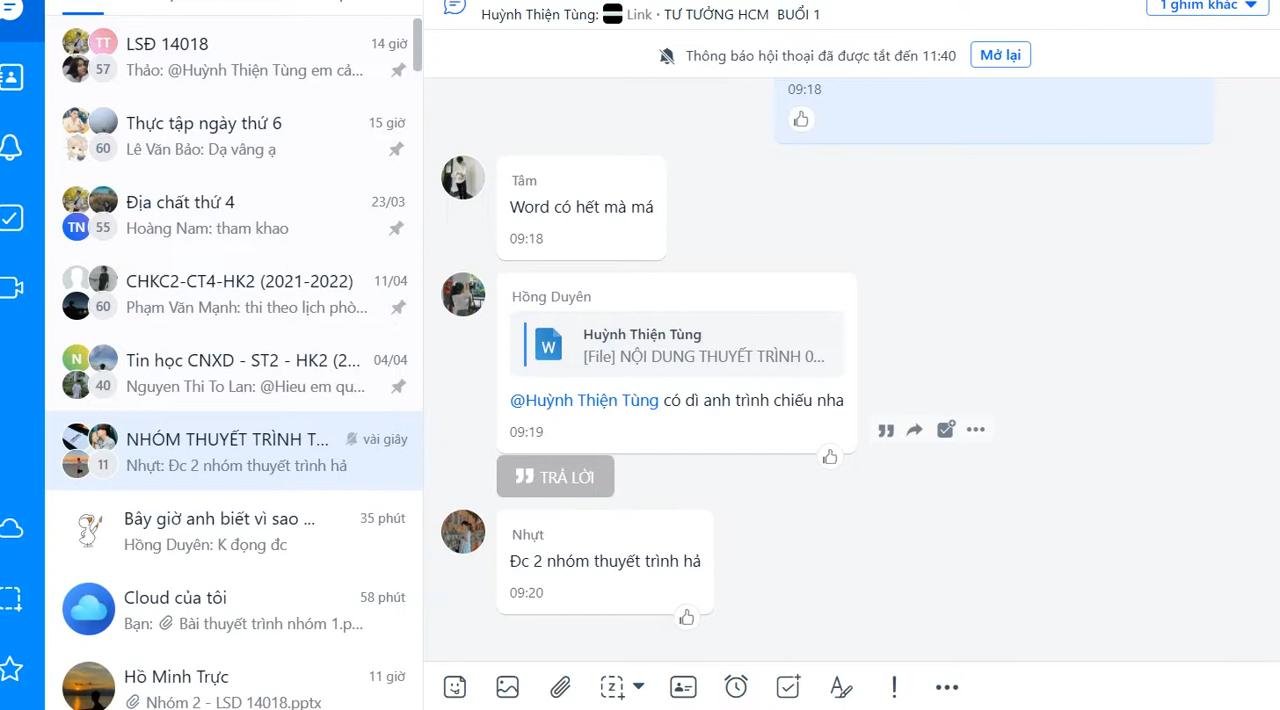 LSĐ 14018
14 giờ
TT
57
Thảo: @Huỳnh Thiện Tùng em cả...
Thực tập ngày thứ 6
15 giờ
60
Lê Văn Bảo: Dạ vâng ạ
Địa chất thứ 4
23/03
TN
55
Hoàng Nam: tham khao
CHKC2-CT4-HK2 (2021-2022)
11/04
60
Phạm Văn Mạnh: thi theo lịch phò...
Tin học CNXD - ST2 - HK2 (2...
04/04
N
40
Nguyen Thi To Lan: @Hieu em qu...
NHÓM THUYẾT TRÌNH T...
vài giây
11
Nhựt: Đc 2 nhóm thuyết trình hả
Bây giờ anh biết vì sao ...
35 phút
Hồng Duyên: K đọng đc
Cloud của tôi
58 phút
Bạn: Bài thuyết trình nhóm 1.p...
Hồ Minh Trực
11 giờ
Nhóm 2 - LSD 14018.pptx
Huỳnh Thiện Tùng: Link · TƯ TƯỞNG HCM BUỔI 1
1 ghim khác
Thông báo hội thoại đã được tắt đến 11:40
Mở lại
09:18
Tâm
Word có hết mà má
09:18
Hồng Duyên
W
Huỳnh Thiện Tùng
[File] NỘI DUNG THUYẾT TRÌNH 0...
@Huỳnh Thiện Tùng có dì anh trình chiếu nha
09:19
TRẢ LỜI
Nhựt
Đc 2 nhóm thuyết trình hả
09:20